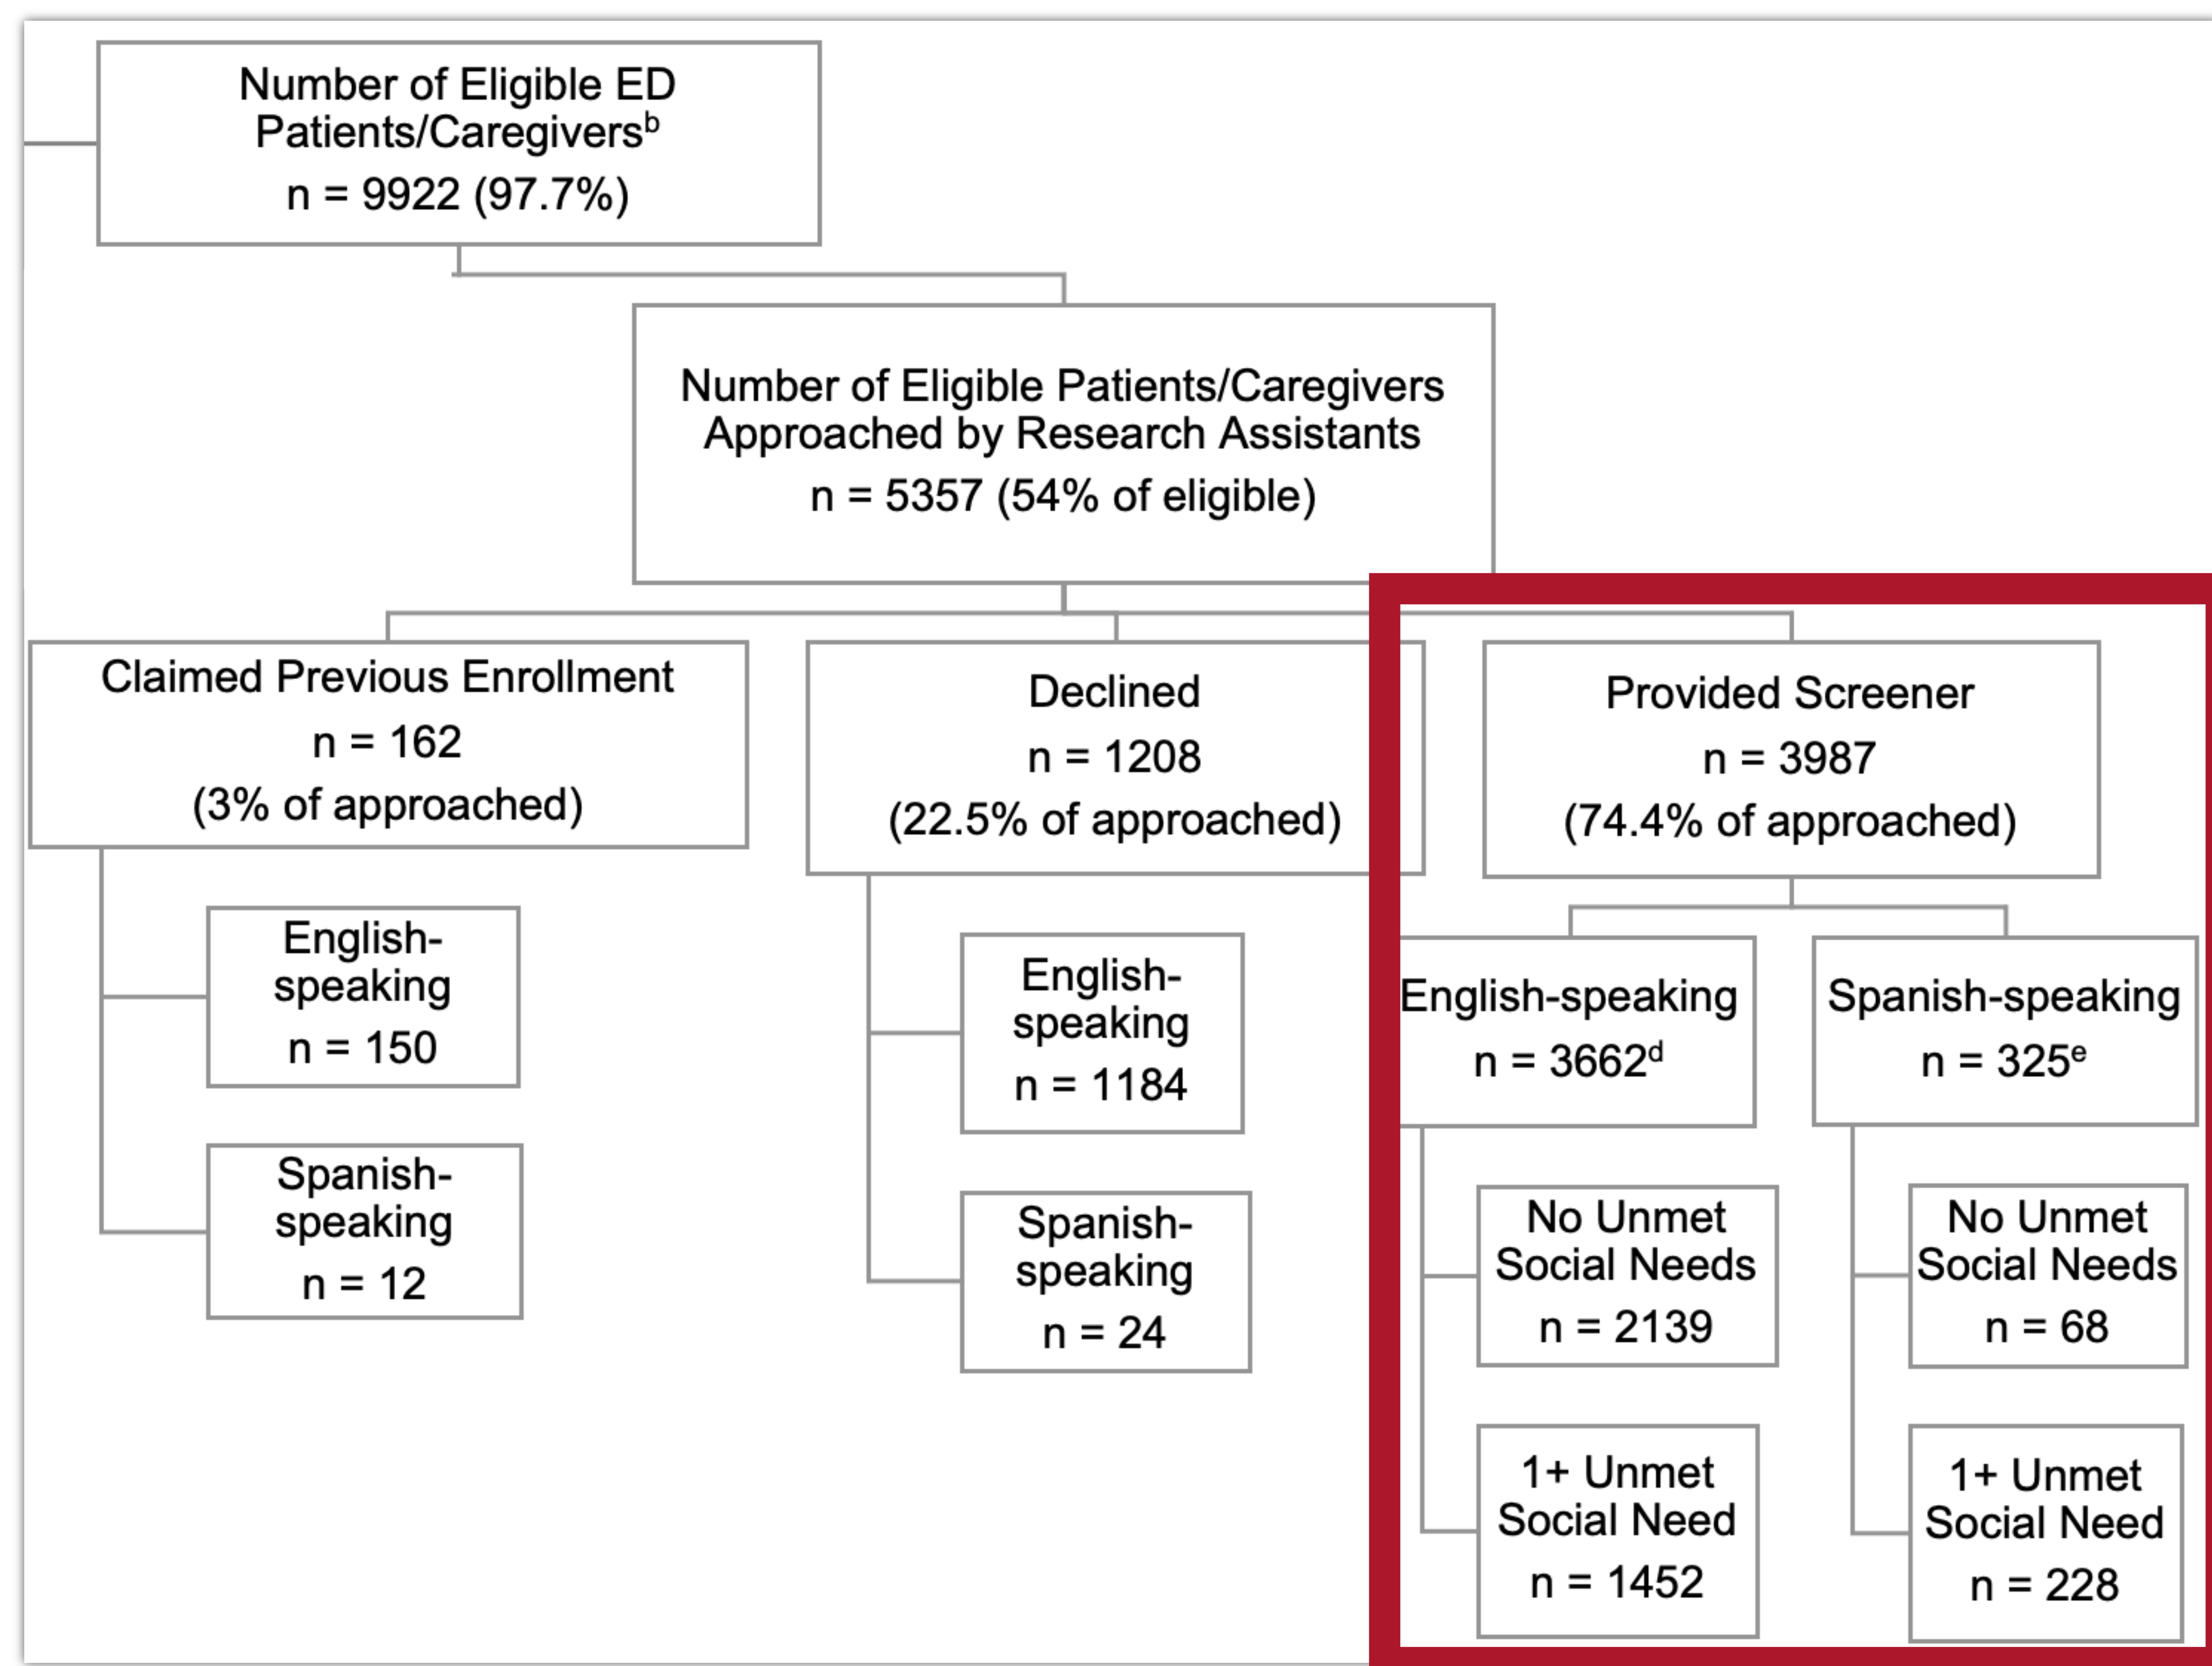 Number of Eligible ED
Patients/Caregiversᵇ
n = 9922 (97.7%)
Number of Eligible Patients/Caregivers
Approached by Research Assistants
n = 5357 (54% of eligible)
Claimed Previous Enrollment
n = 162
(3% of approached)
English-
speaking
n = 150
Spanish-
speaking
n = 12
Declined
n = 1208
(22.5% of approached)
English-
speaking
n = 1184
Spanish-
speaking
n = 24
Provided Screener
n = 3987
(74.4% of approached)
English-speaking
n = 3662ᵈ
No Unmet
Social Needs
n = 2139
1+ Unmet
Social Need
n = 1452
Spanish-speaking
n = 325ᵉ
No Unmet
Social Needs
n = 68
1+ Unmet
Social Need
n = 228